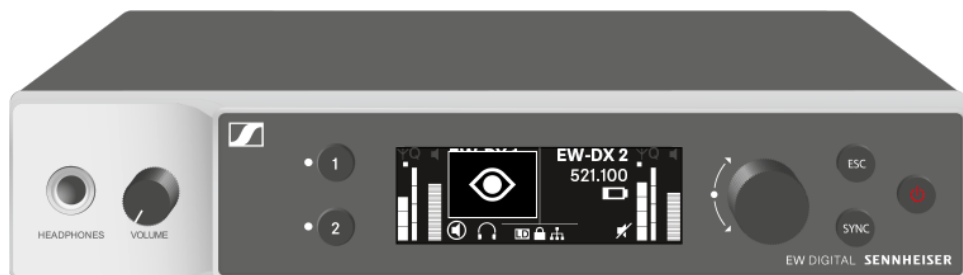 HEADPHONES
VOLUME
1
2
EW-DX 2
521.100
LD
ESC
SYNC
EW DIGITAL SENNHEISER